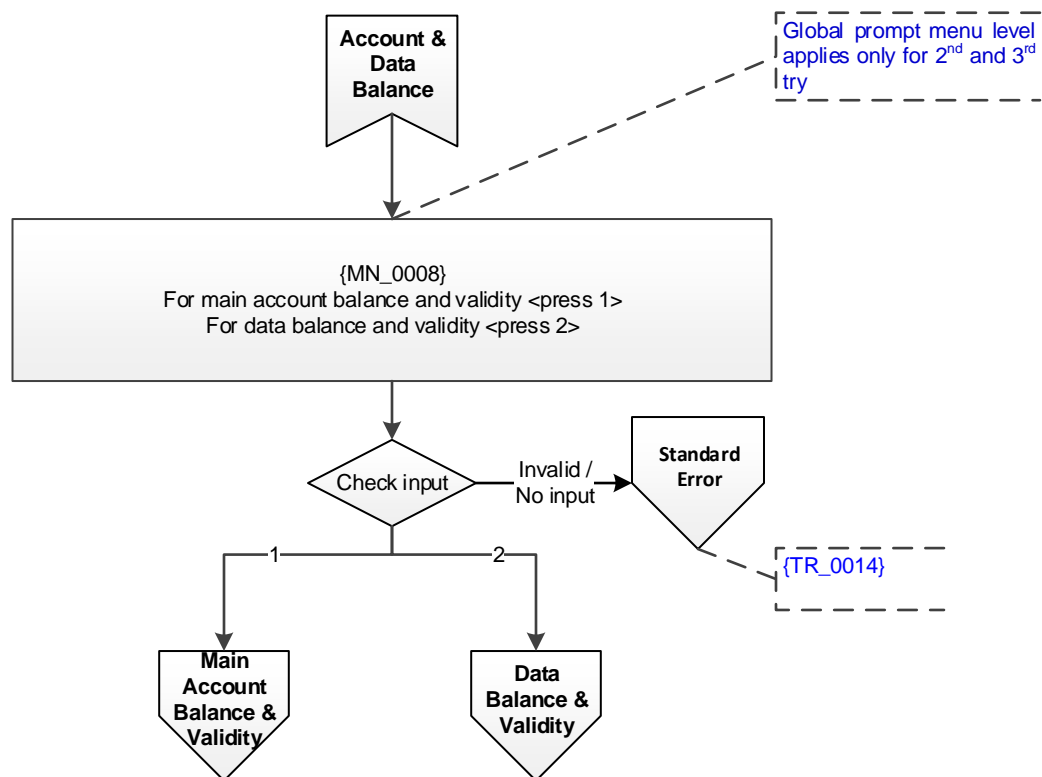 Account &
Data
Balance
Global prompt menu level
applies only for 2nd and 3rd
try
{MN_0008}
For main account balance and validity <press 1>
For data balance and validity <press 2>
Check input
Invalid /
No input
Standard
Error
1
2
{TR_0014}
Main
Account
Balance &
Validity
Data
Balance &
Validity